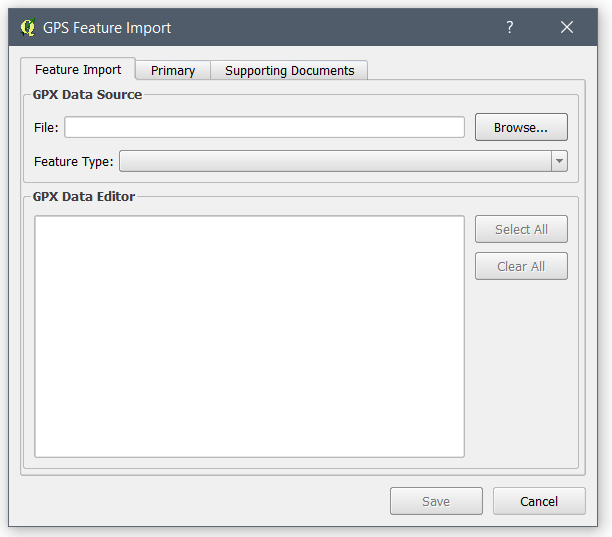 GPS Feature Import ?
Feature Import Primary Supporting Documents
GPX Data Source
File: Browse...
Feature Type:
GPX Data Editor
Select All
Clear All
Save Cancel